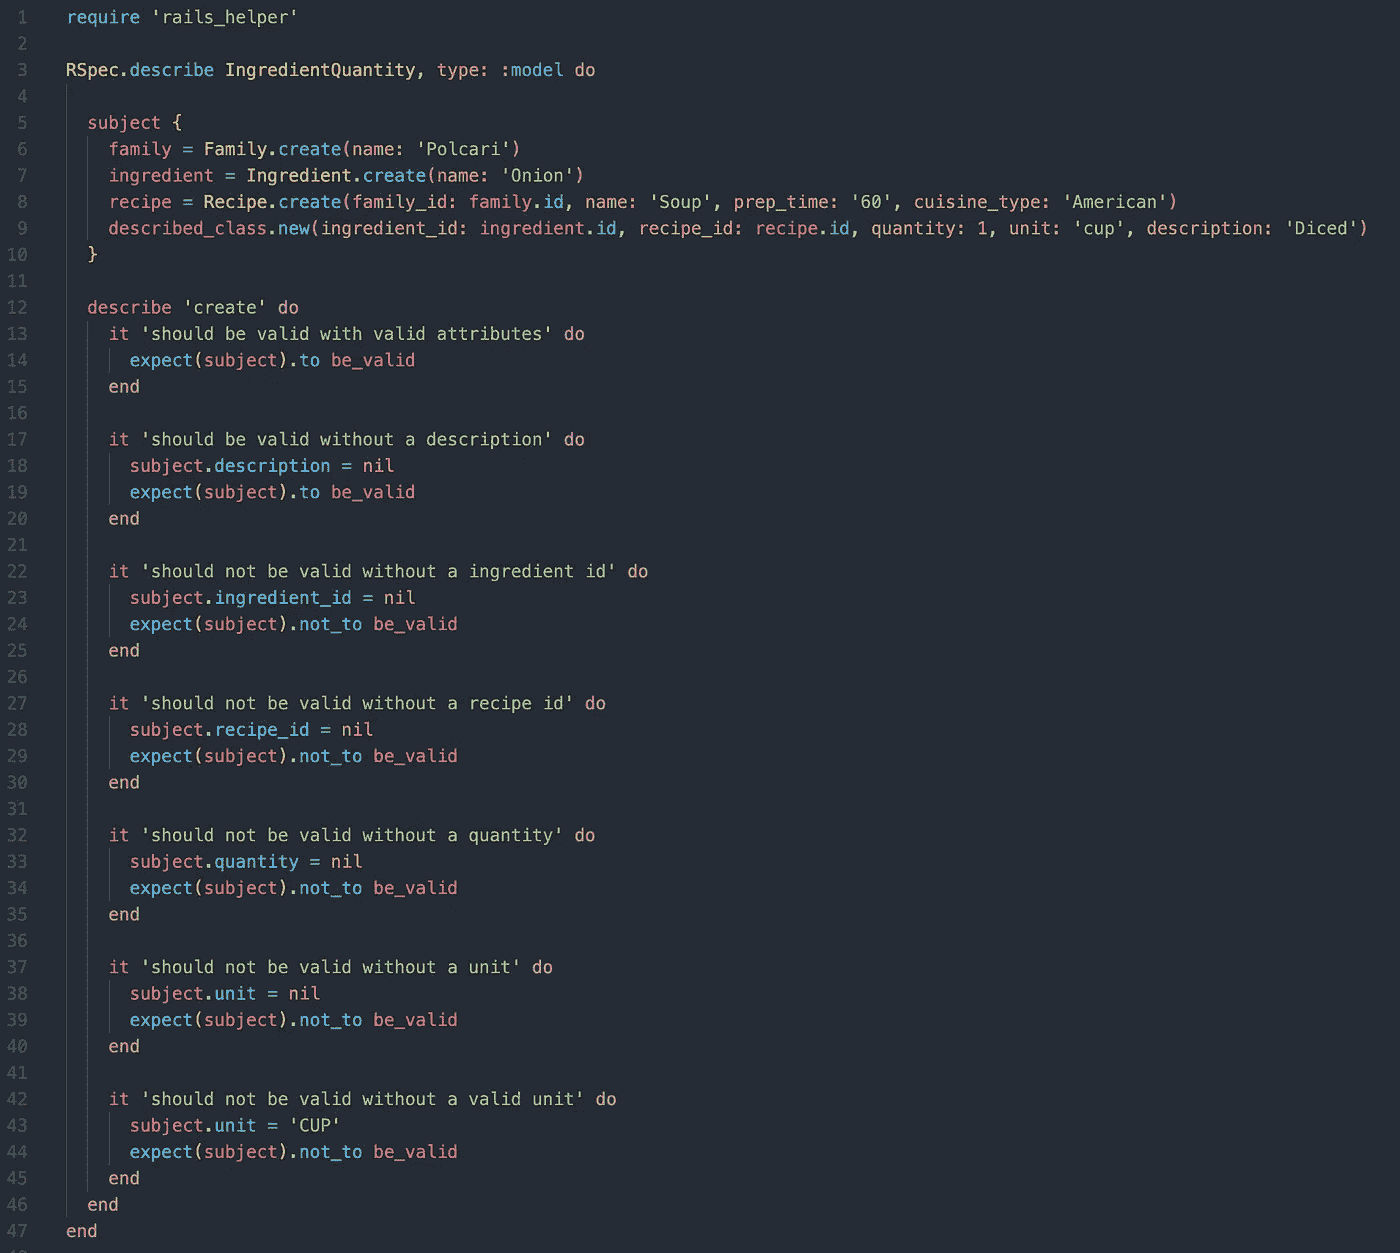 1 require 'rails_helper'
2
3 RSpec.describe IngredientQuantity, type: :model do
4
5 subject {
6 family = Family.create(name: 'Polcari')
7 ingredient = Ingredient.create(name: 'Onion')
8 recipe = Recipe.create(family_id: family.id, name: 'Soup', prep_time: '60', cuisine_type: 'American')
9 described_class.new(ingredient_id: ingredient.id, recipe_id: recipe.id, quantity: 1, unit: 'cup', description: 'Diced')
10 }
11
12 describe 'create' do
13 it 'should be valid with valid attributes' do
14 expect(subject).to be_valid
15 end
16
17 it 'should be valid without a description' do
18 subject.description = nil
19 expect(subject).to be_valid
20 end
21
22 it 'should not be valid without a ingredient id' do
23 subject.ingredient_id = nil
24 expect(subject).not_to be_valid
25 end
26
27 it 'should not be valid without a recipe id' do
28 subject.recipe_id = nil
29 expect(subject).not_to be_valid
30 end
31
32 it 'should not be valid without a quantity' do
33 subject.quantity = nil
34 expect(subject).not_to be_valid
35 end
36
37 it 'should not be valid without a unit' do
38 subject.unit = nil
39 expect(subject).not_to be_valid
40 end
41
42 it 'should not be valid without a valid unit' do
43 subject.unit = 'CUP'
44 expect(subject).not_to be_valid
45 end
46 end
47 end